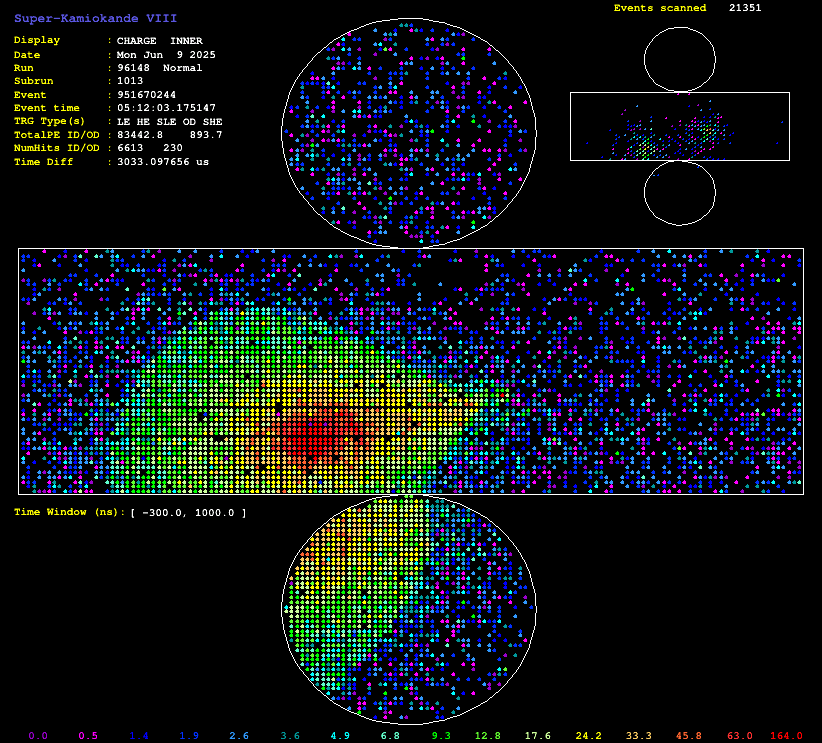 Events scanned 21351
Super-Kamiokande VIII
Display : CHARGE INNER
Date : Mon Jun 9 2025
Run : 96148 Normal
Subrun : 1013
Event : 951670244
Event time : 05:12:03.175147
TRG Type(s) : LE HE SLE OD SHE
TotalPE ID/OD : 83442.8 893.7
NumHits ID/OD : 6613 230
Time Diff : 3033.097656 us
Time Window (ns): [ -300.0, 1000.0 ]
0.0 0.5 1.4 1.9 2.6 3.6 4.9 6.8 9.3 12.8 17.6 24.2 33.3 45.8 63.0 164.0